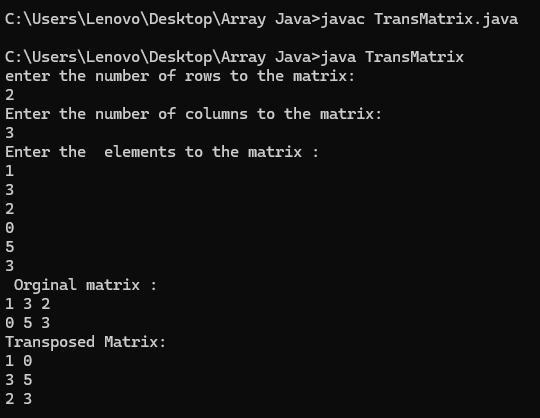 C:\Users\Lenovo\Desktop\Array Java>javac TransMatrix.java
C:\Users\Lenovo\Desktop\Array Java>java TransMatrix
enter the number of rows to the matrix:
2
Enter the number of columns to the matrix:
3
Enter the  elements to the matrix :
1
3
2
0
5
3
 Orginal matrix :
1 3 2
0 5 3
Transposed Matrix:
1 0
3 5
2 3